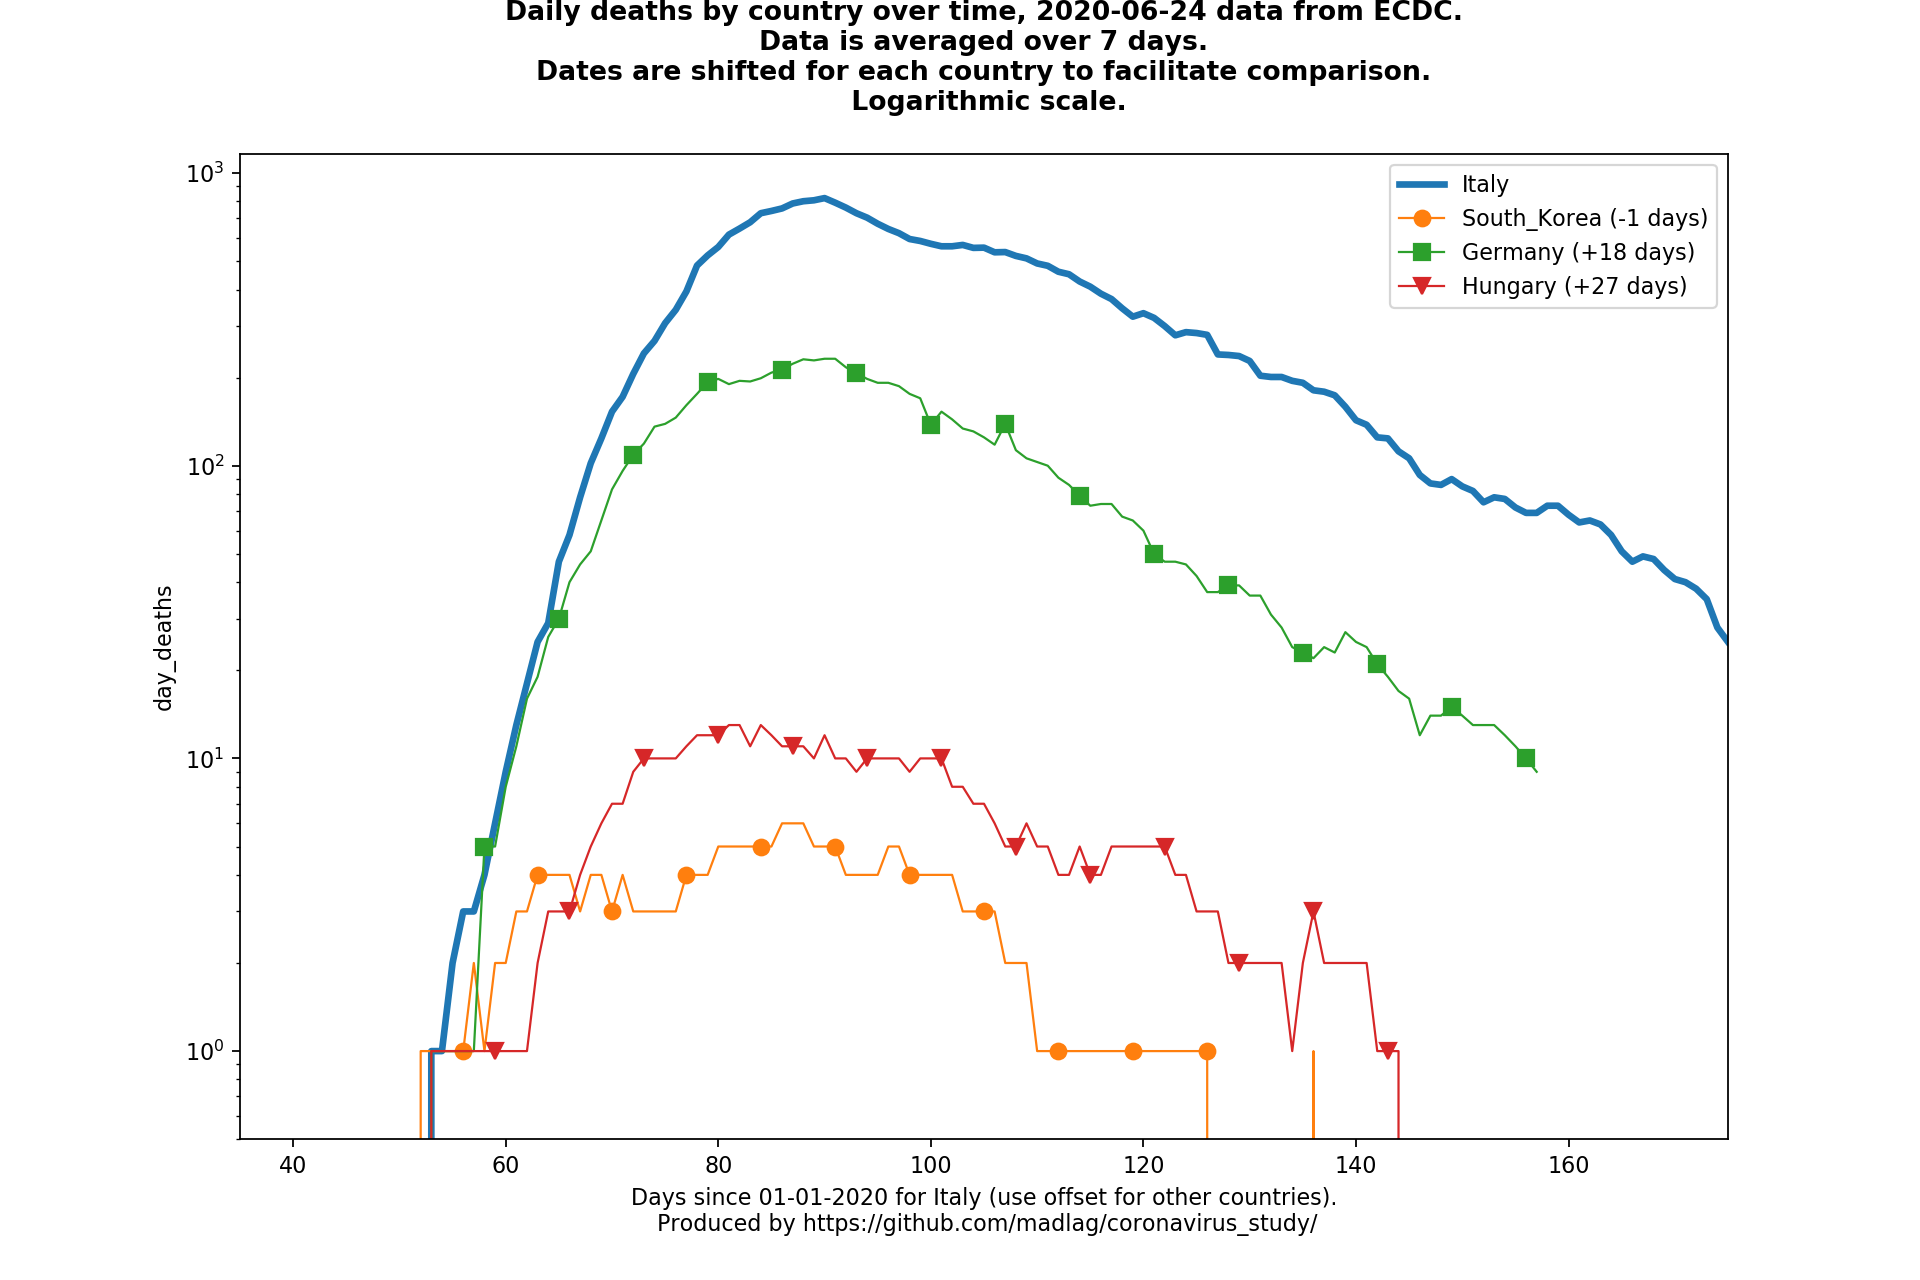 Daily deaths by country over time, 2020-06-24 data from ECDC.
Data is averaged over 7 days.
Dates are shifted for each country to facilitate comparison.
Logarithmic scale.
10³
10²
10¹
10⁰
day_deaths
Italy
South_Korea (-1 days)
Germany (+18 days)
Hungary (+27 days)
40 60 80 100 120 140 160
Days since 01-01-2020 for Italy (use offset for other countries).
Produced by https://github.com/madlag/coronavirus_study/